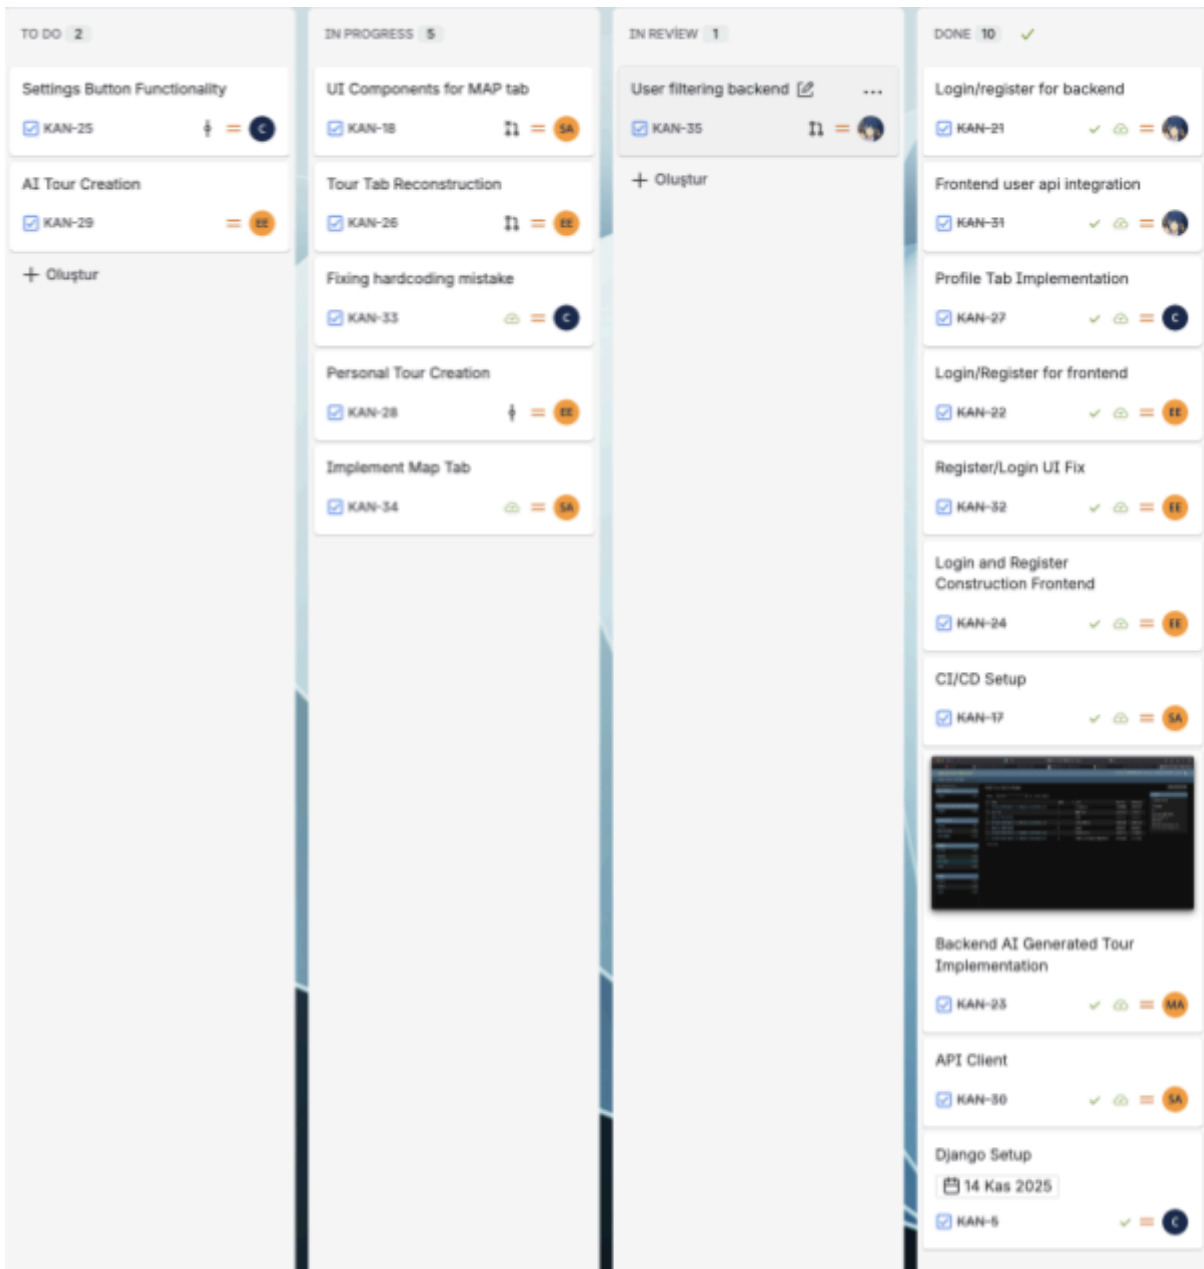 TO DO 2
Settings Button Functionality
KAN-25 C
AI Tour Creation
KAN-29 EE
+ Oluştur
IN PROGRESS 5
UI Components for MAP tab
KAN-18 SA
Tour Tab Reconstruction
KAN-26 EE
Fixing hardcoding mistake
KAN-33 C
Personal Tour Creation
KAN-28 EE
Implement Map Tab
KAN-34 SA
IN REVİEW 1
User filtering backend
KAN-35
+ Oluştur
DONE 10
Login/register for backend
KAN-21
Frontend user api integration
KAN-31
Profile Tab Implementation
KAN-27 C
Login/Register for frontend
KAN-22 EE
Register/Login UI Fix
KAN-32 EE
Login and Register
Construction Frontend
KAN-24 EE
CI/CD Setup
KAN-17 SA
Backend AI Generated Tour
Implementation
KAN-23 MA
API Client
KAN-30 SA
Django Setup
14 Kas 2025
KAN-5 C